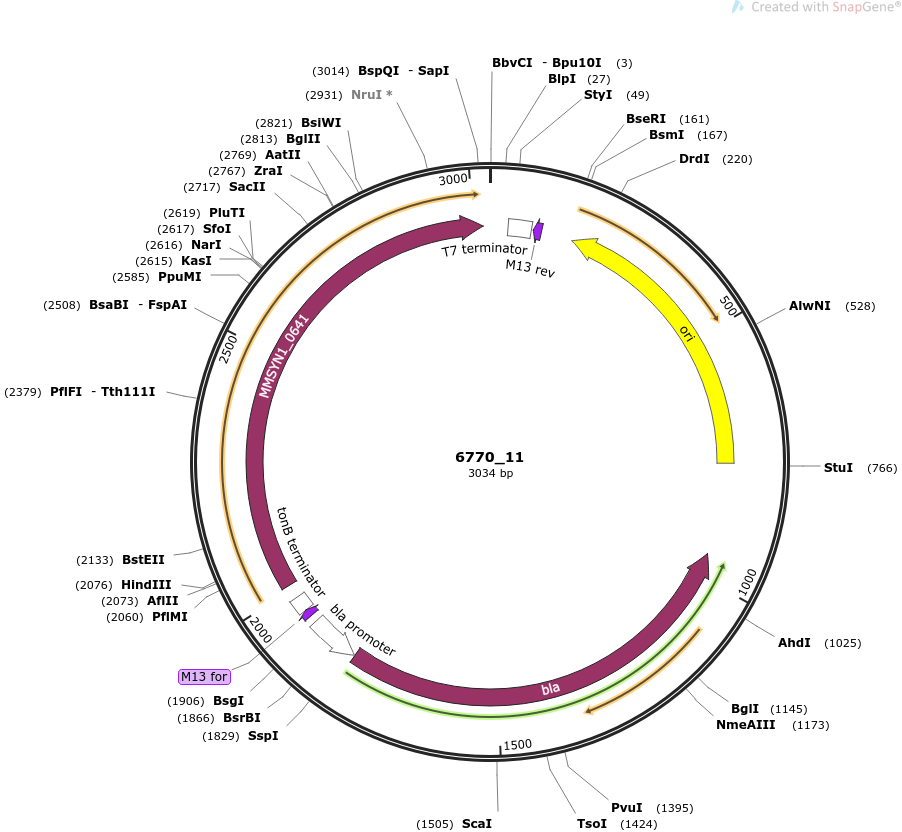 Created with SnapGene®
BbvCI - Bpu10I (3)
BlpI (27)
StyI (49)
BseRI (161)
BsmI (167)
DrdI (220)
AlwNI (528)
StuI (766)
AhdI (1025)
BglI (1145)
NmeAIII (1173)
PvuI (1395)
TsoI (1424)
(1505) ScaI
(1829) SspI
(1866) BsrBI
(1906) BsgI
M13 for
(2060) PflMI
(2073) AflII
(2076) HindIII
(2133) BstEII
(2379) PflFI - Tth111I
(2508) BsaBI - FspAI
(2585) PpuMI
(2615) KasI
(2616) NarI
(2617) SfoI
(2619) PluTI
(2717) SacII
(2767) ZraI
(2769) AatII
(2813) BglII
(2821) BsiWI
(2931) NruI *
(3014) BspQI - SapI
500
1000
1500
2000
2500
3000
T7 terminator
M13 rev
ori
bla
bla promoter
tonB terminator
MMSYN1_0641
6770_11
3034 bp